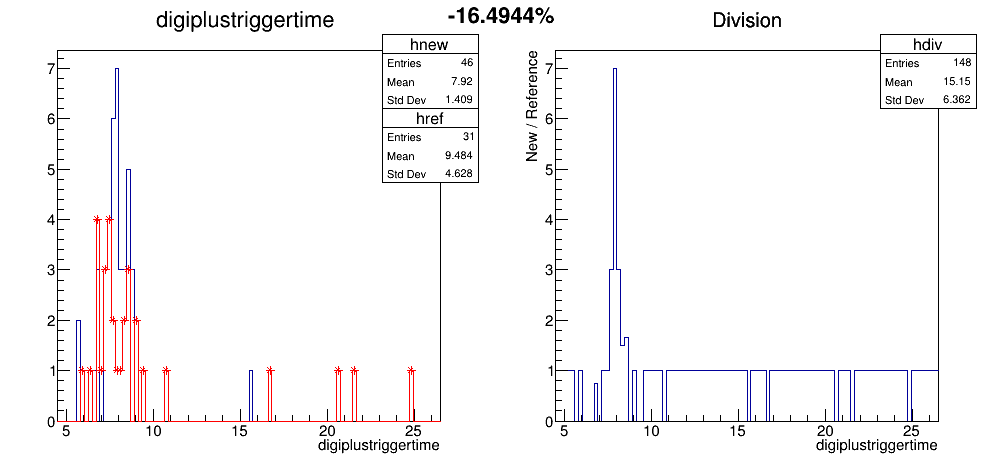 -16.4944%
digiplustriggertime
hnew
Entries 46
Mean 7.92
Std Dev 1.409
href
Entries 31
Mean 9.484
Std Dev 4.628
7
6
5
4
3
2
1
0
5 10 15 20 25
digiplustriggertime
Division
hdiv
Entries 148
Mean 15.15
Std Dev 6.362
New / Reference
7
6
5
4
3
2
1
0
5 10 15 20 25
digiplustriggertime